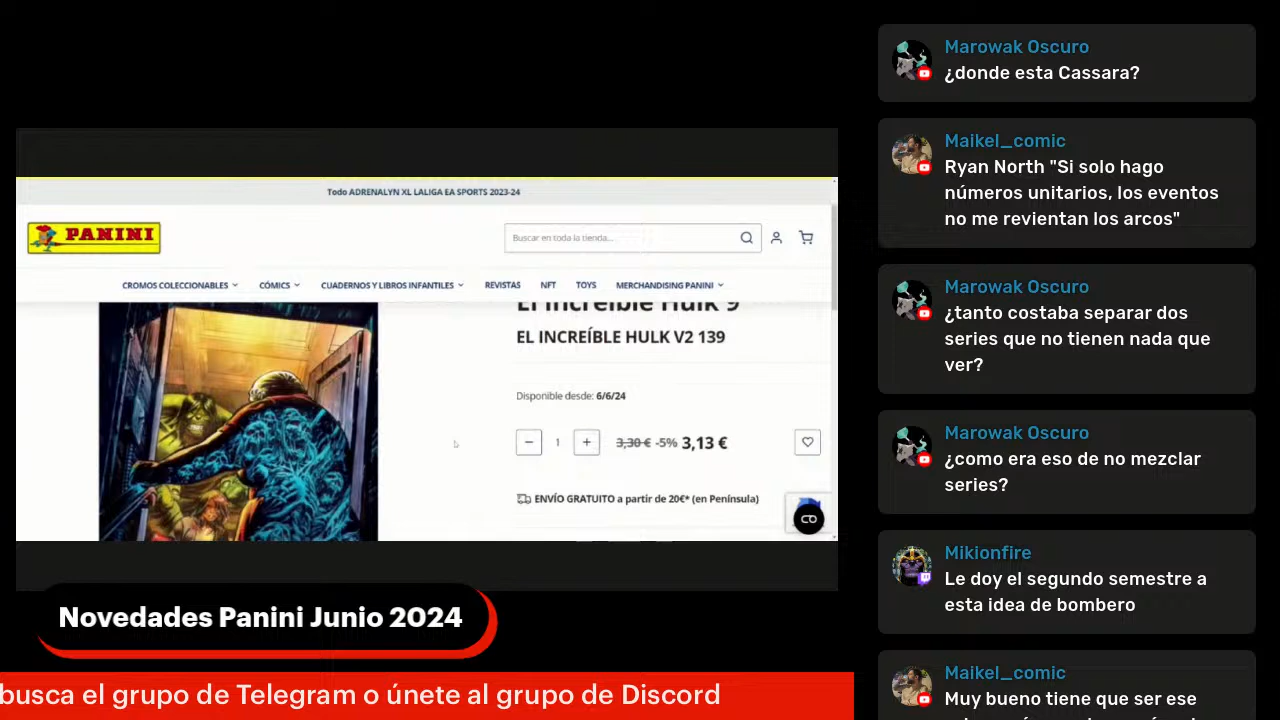 Todo ADRENALYN XL LALIGA EA SPORTS 2023-24
PANINI
Buscar en toda la tienda...
CROMOS COLECCIONABLES
CÓMICS
CUADERNOS Y LIBROS INFANTILES
REVISTAS
NFT
TOYS
MERCHANDISING PANINI
El Increíble Hulk 9
EL INCREÍBLE HULK V2 139
Disponible desde: 6/6/24
− 1 + 3,30 € -5% 3,13 €
ENVÍO GRATUITO a partir de 20€* (en Península)
Novedades Panini Junio 2024
busca el grupo de Telegram o únete al grupo de Discord
Marowak Oscuro
¿donde esta Cassara?
Maikel_comic
Ryan North "Si solo hago
números unitarios, los eventos
no me revientan los arcos"
Marowak Oscuro
¿tanto costaba separar dos
series que no tienen nada que
ver?
Marowak Oscuro
¿como era eso de no mezclar
series?
Mikionfire
Le doy el segundo semestre a
esta idea de bombero
Maikel_comic
Muy bueno tiene que ser ese